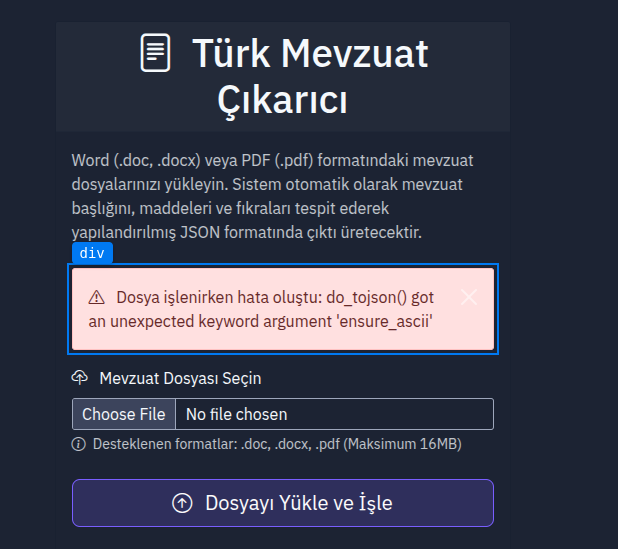 Türk Mevzuat
Çıkarıcı
Word (.doc, .docx) veya PDF (.pdf) formatındaki mevzuat
dosyalarınızı yükleyin. Sistem otomatik olarak mevzuat
başlığını, maddeleri ve fıkraları tespit ederek
yapılandırılmış JSON formatında çıktı üretecektir.
div
Dosya işlenirken hata oluştu: do_tojson() got
an unexpected keyword argument 'ensure_ascii'
Mevzuat Dosyası Seçin
Choose File No file chosen
Desteklenen formatlar: .doc, .docx, .pdf (Maksimum 16MB)
Dosyayı Yükle ve İşle